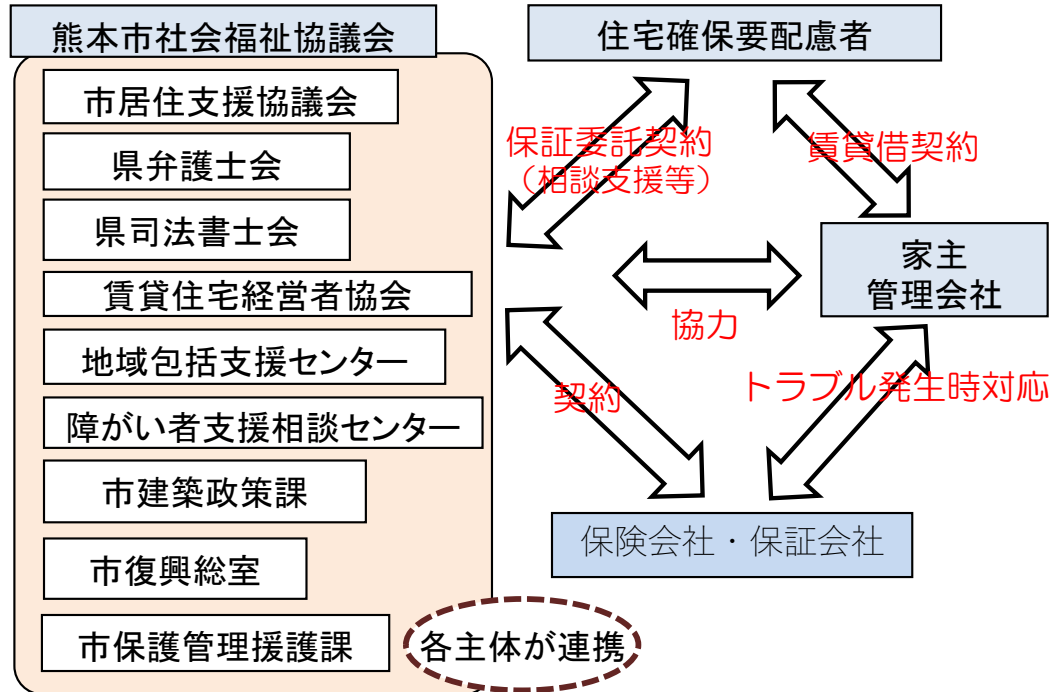 熊本市社会福祉協議会
市居住支援協議会
県弁護士会
県司法書士会
賃貸住宅経営者協会
地域包括支援センター
障がい者支援相談センター
市建築政策課
市復興総室
市保護管理援護課
各主体が連携
住宅確保要配慮者
保証委託契約
（相談支援等）
賃貸借契約
家主
管理会社
協力
契約
トラブル発生時対応
保険会社・保証会社